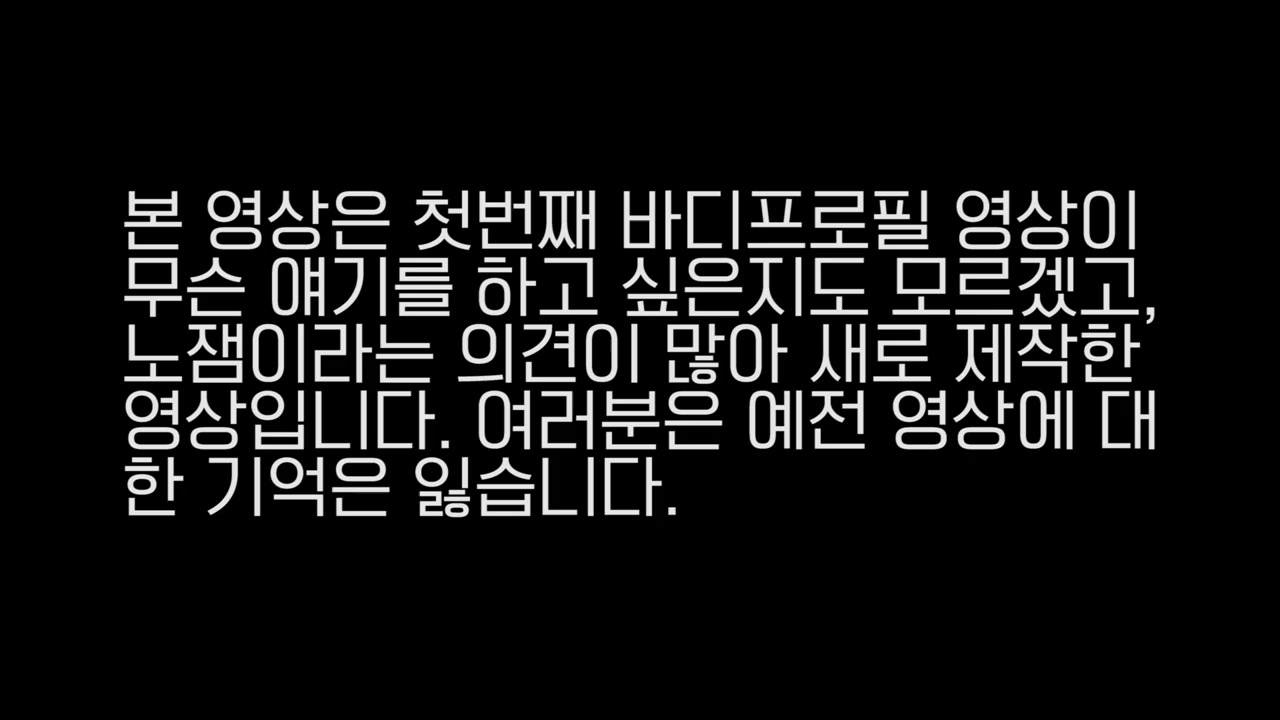 본 영상은 첫번째 바디프로필 영상이
무슨 얘기를 하고 싶은지도 모르겠고,
노잼이라는 의견이 많아 새로 제작한
영상입니다. 여러분은 예전 영상에 대
한 기억은 잃습니다.